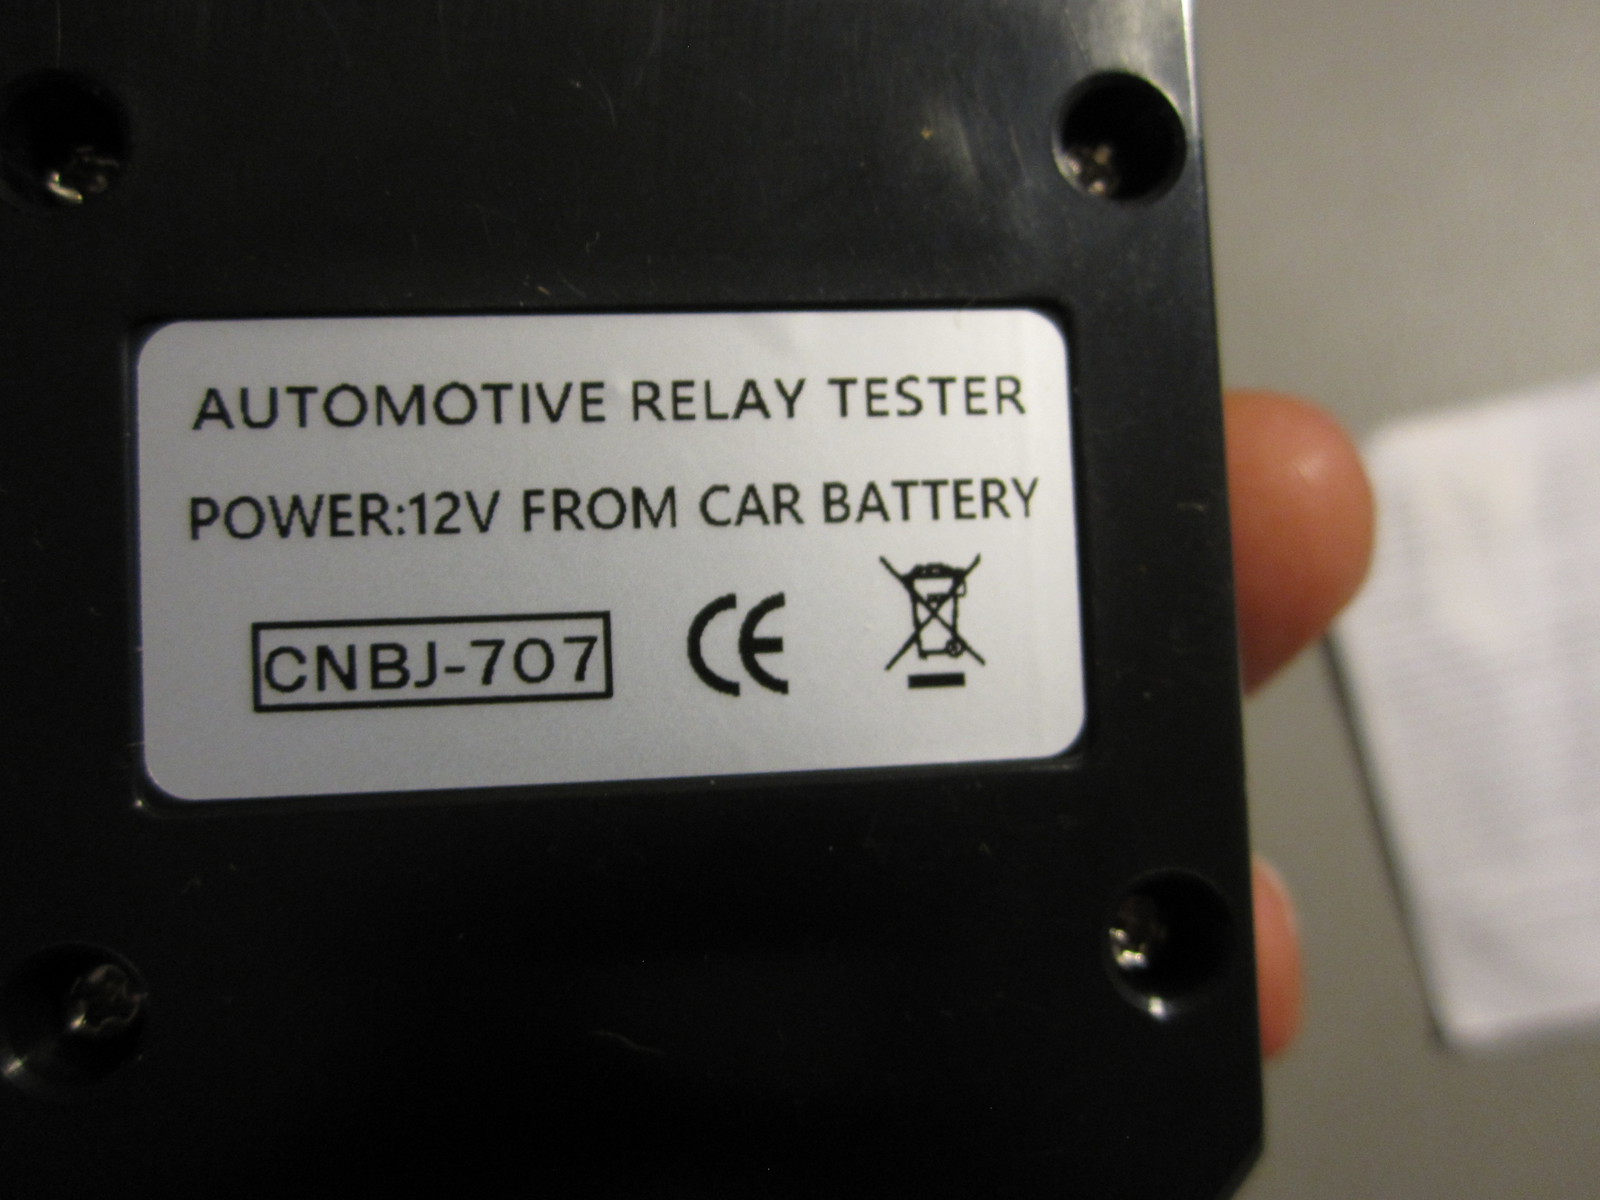 AUTOMOTIVE RELAY TESTER
POWER:12V FROM CAR BATTERY
CNBJ-707 CE